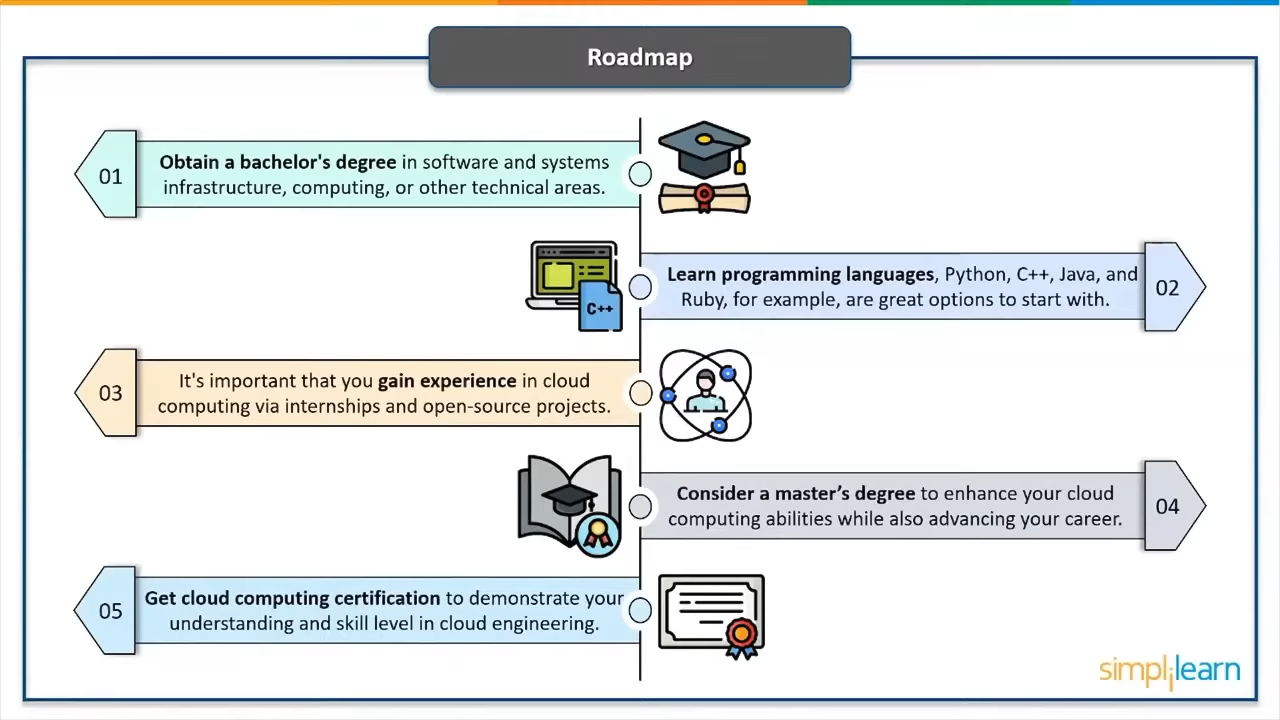 Roadmap
01
Obtain a bachelor's degree in software and systems
infrastructure, computing, or other technical areas.
Learn programming languages, Python, C++, Java, and
Ruby, for example, are great options to start with.
02
C++
03
It's important that you gain experience in cloud
computing via internships and open-source projects.
Consider a master’s degree to enhance your cloud
computing abilities while also advancing your career.
04
05
Get cloud computing certification to demonstrate your
understanding and skill level in cloud engineering.
simplilearn